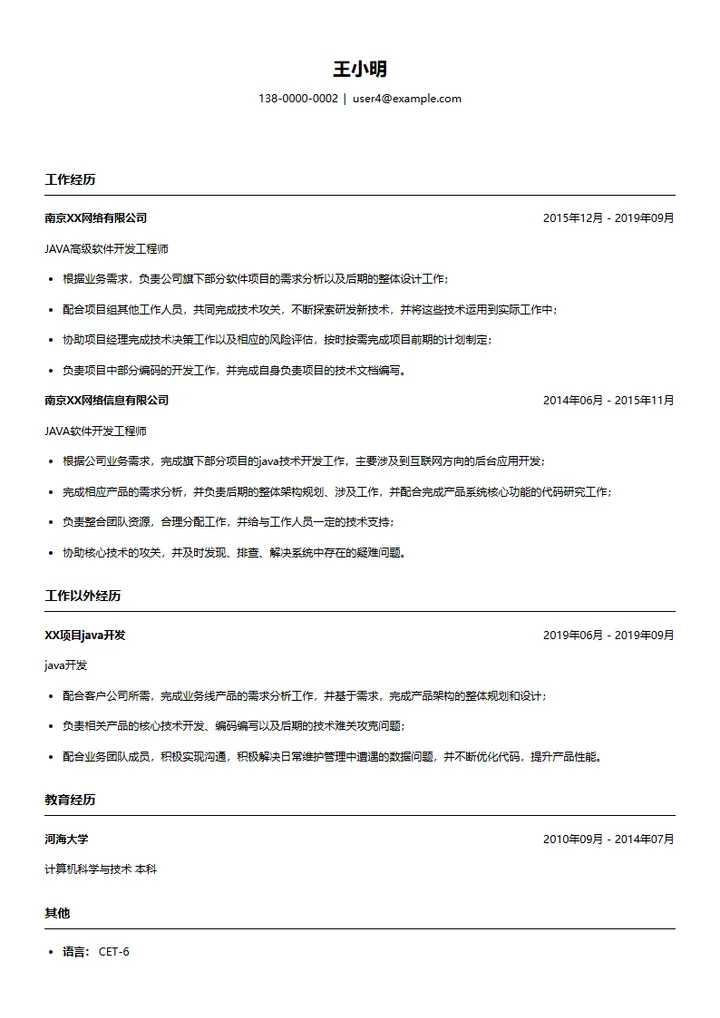 王小明
138-0000-0002 | user4@example.com
工作经历
南京XX网络有限公司 2015年12月 - 2019年09月
JAVA高级软件开发工程师
• 根据业务需求，负责公司旗下部分软件项目的需求分析以及后期的整体设计工作；
• 配合项目组其他工作人员，共同完成技术攻关，不断探索研发新技术，并将这些技术运用到实际工作中；
• 协助项目经理完成技术决策工作以及相应的风险评估，按时按需完成项目前期的计划制定；
• 负责项目中部分编码的开发工作，并完成自身负责项目的技术文档编写。
南京XX网络信息有限公司 2014年06月 - 2015年11月
JAVA软件开发工程师
• 根据公司业务需求，完成旗下部分项目的java技术开发工作，主要涉及到互联网方向的后台应用开发；
• 完成相应产品的需求分析，并负责后期的整体架构规划、涉及工作，并配合完成产品系统核心功能的代码研究工作；
• 负责整合团队资源，合理分配工作，并给与工作人员一定的技术支持；
• 协助核心技术的攻关，并及时发现、排查、解决系统中存在的疑难问题。
工作以外经历
XX项目java开发 2019年06月 - 2019年09月
java开发
• 配合客户公司所需，完成业务线产品的需求分析工作，并基于需求，完成产品架构的整体规划和设计；
• 负责相关产品的核心技术开发、编码编写以及后期的技术难关攻克问题；
• 配合业务团队成员，积极实现沟通，积极解决日常维护管理中遭遇的数据问题，并不断优化代码，提升产品性能。
教育经历
河海大学 2010年09月 - 2014年07月
计算机科学与技术 本科
其他
• 语言： CET-6